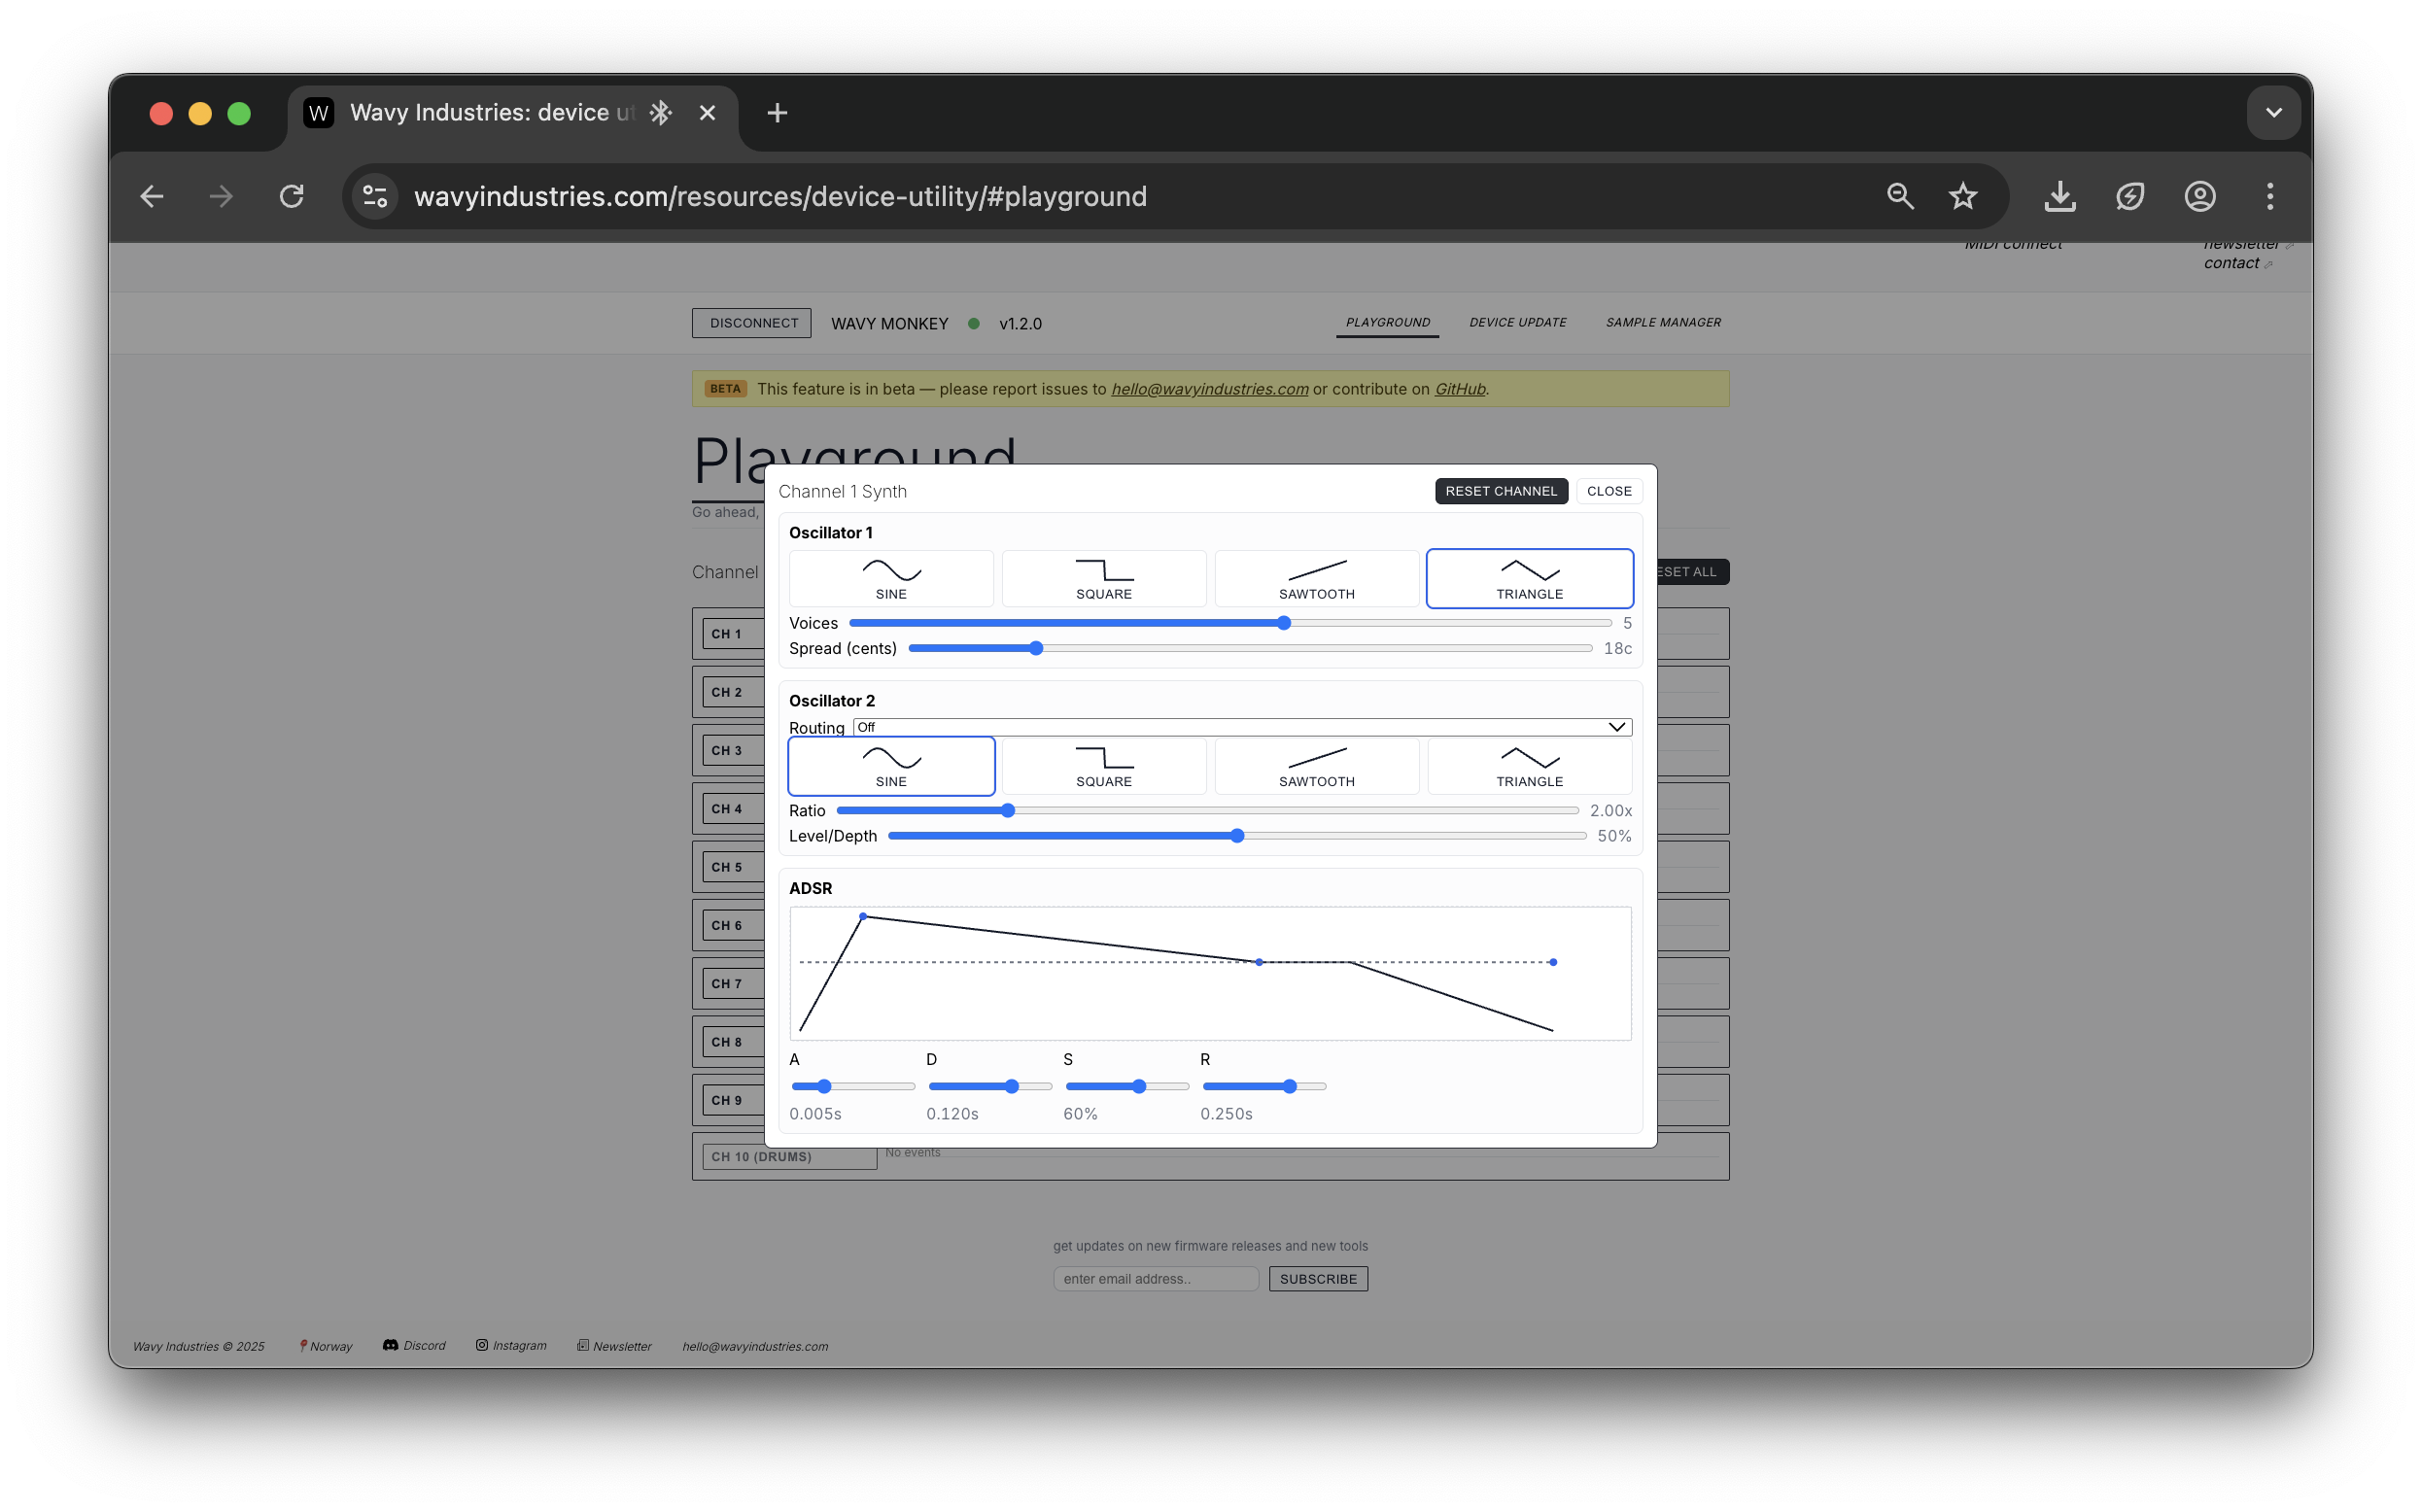 W Wavy Industries: device ut
wavyindustries.com/resources/device-utility/#playground
MIDI connect newsletter
contact
DISCONNECT WAVY MONKEY v1.2.0 PLAYGROUND DEVICE UPDATE SAMPLE MANAGER
BETA This feature is in beta — please report issues to hello@wavyindustries.com or contribute on GitHub.
Playground
Go ahead,
Channel
ESET ALL
CH 1
CH 2
CH 3
CH 4
CH 5
CH 6
CH 7
CH 8
CH 9
CH 10 (DRUMS) No events
Channel 1 Synth RESET CHANNEL CLOSE
Oscillator 1
SINE SQUARE SAWTOOTH TRIANGLE
Voices 5
Spread (cents) 18c
Oscillator 2
Routing Off
SINE SQUARE SAWTOOTH TRIANGLE
Ratio 2.00x
Level/Depth 50%
ADSR
A D S R
0.005s 0.120s 60% 0.250s
get updates on new firmware releases and new tools
enter email address.. SUBSCRIBE
Wavy Industries © 2025 Norway Discord Instagram Newsletter hello@wavyindustries.com